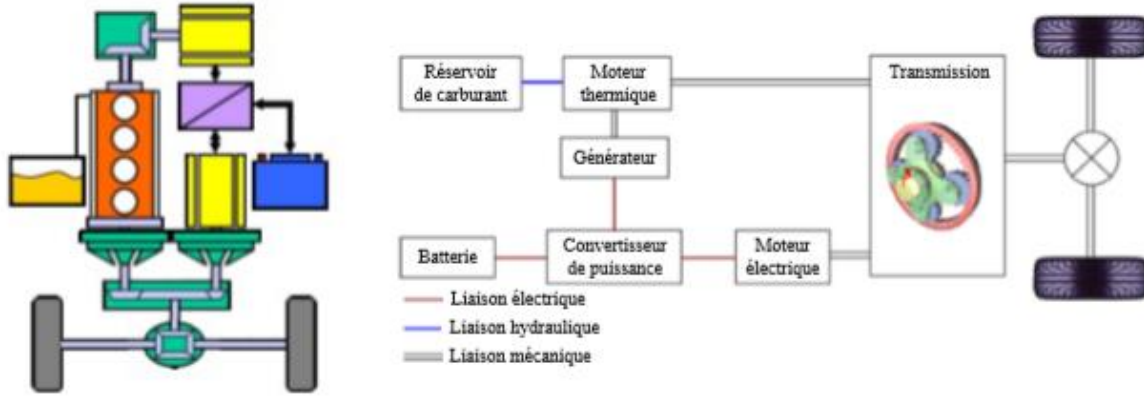 Réservoir
de carburant
Moteur
thermique
Transmission
Générateur
Batterie
Convertisseur
de puissance
Moteur
électrique
Liaison électrique
Liaison hydraulique
Liaison mécanique